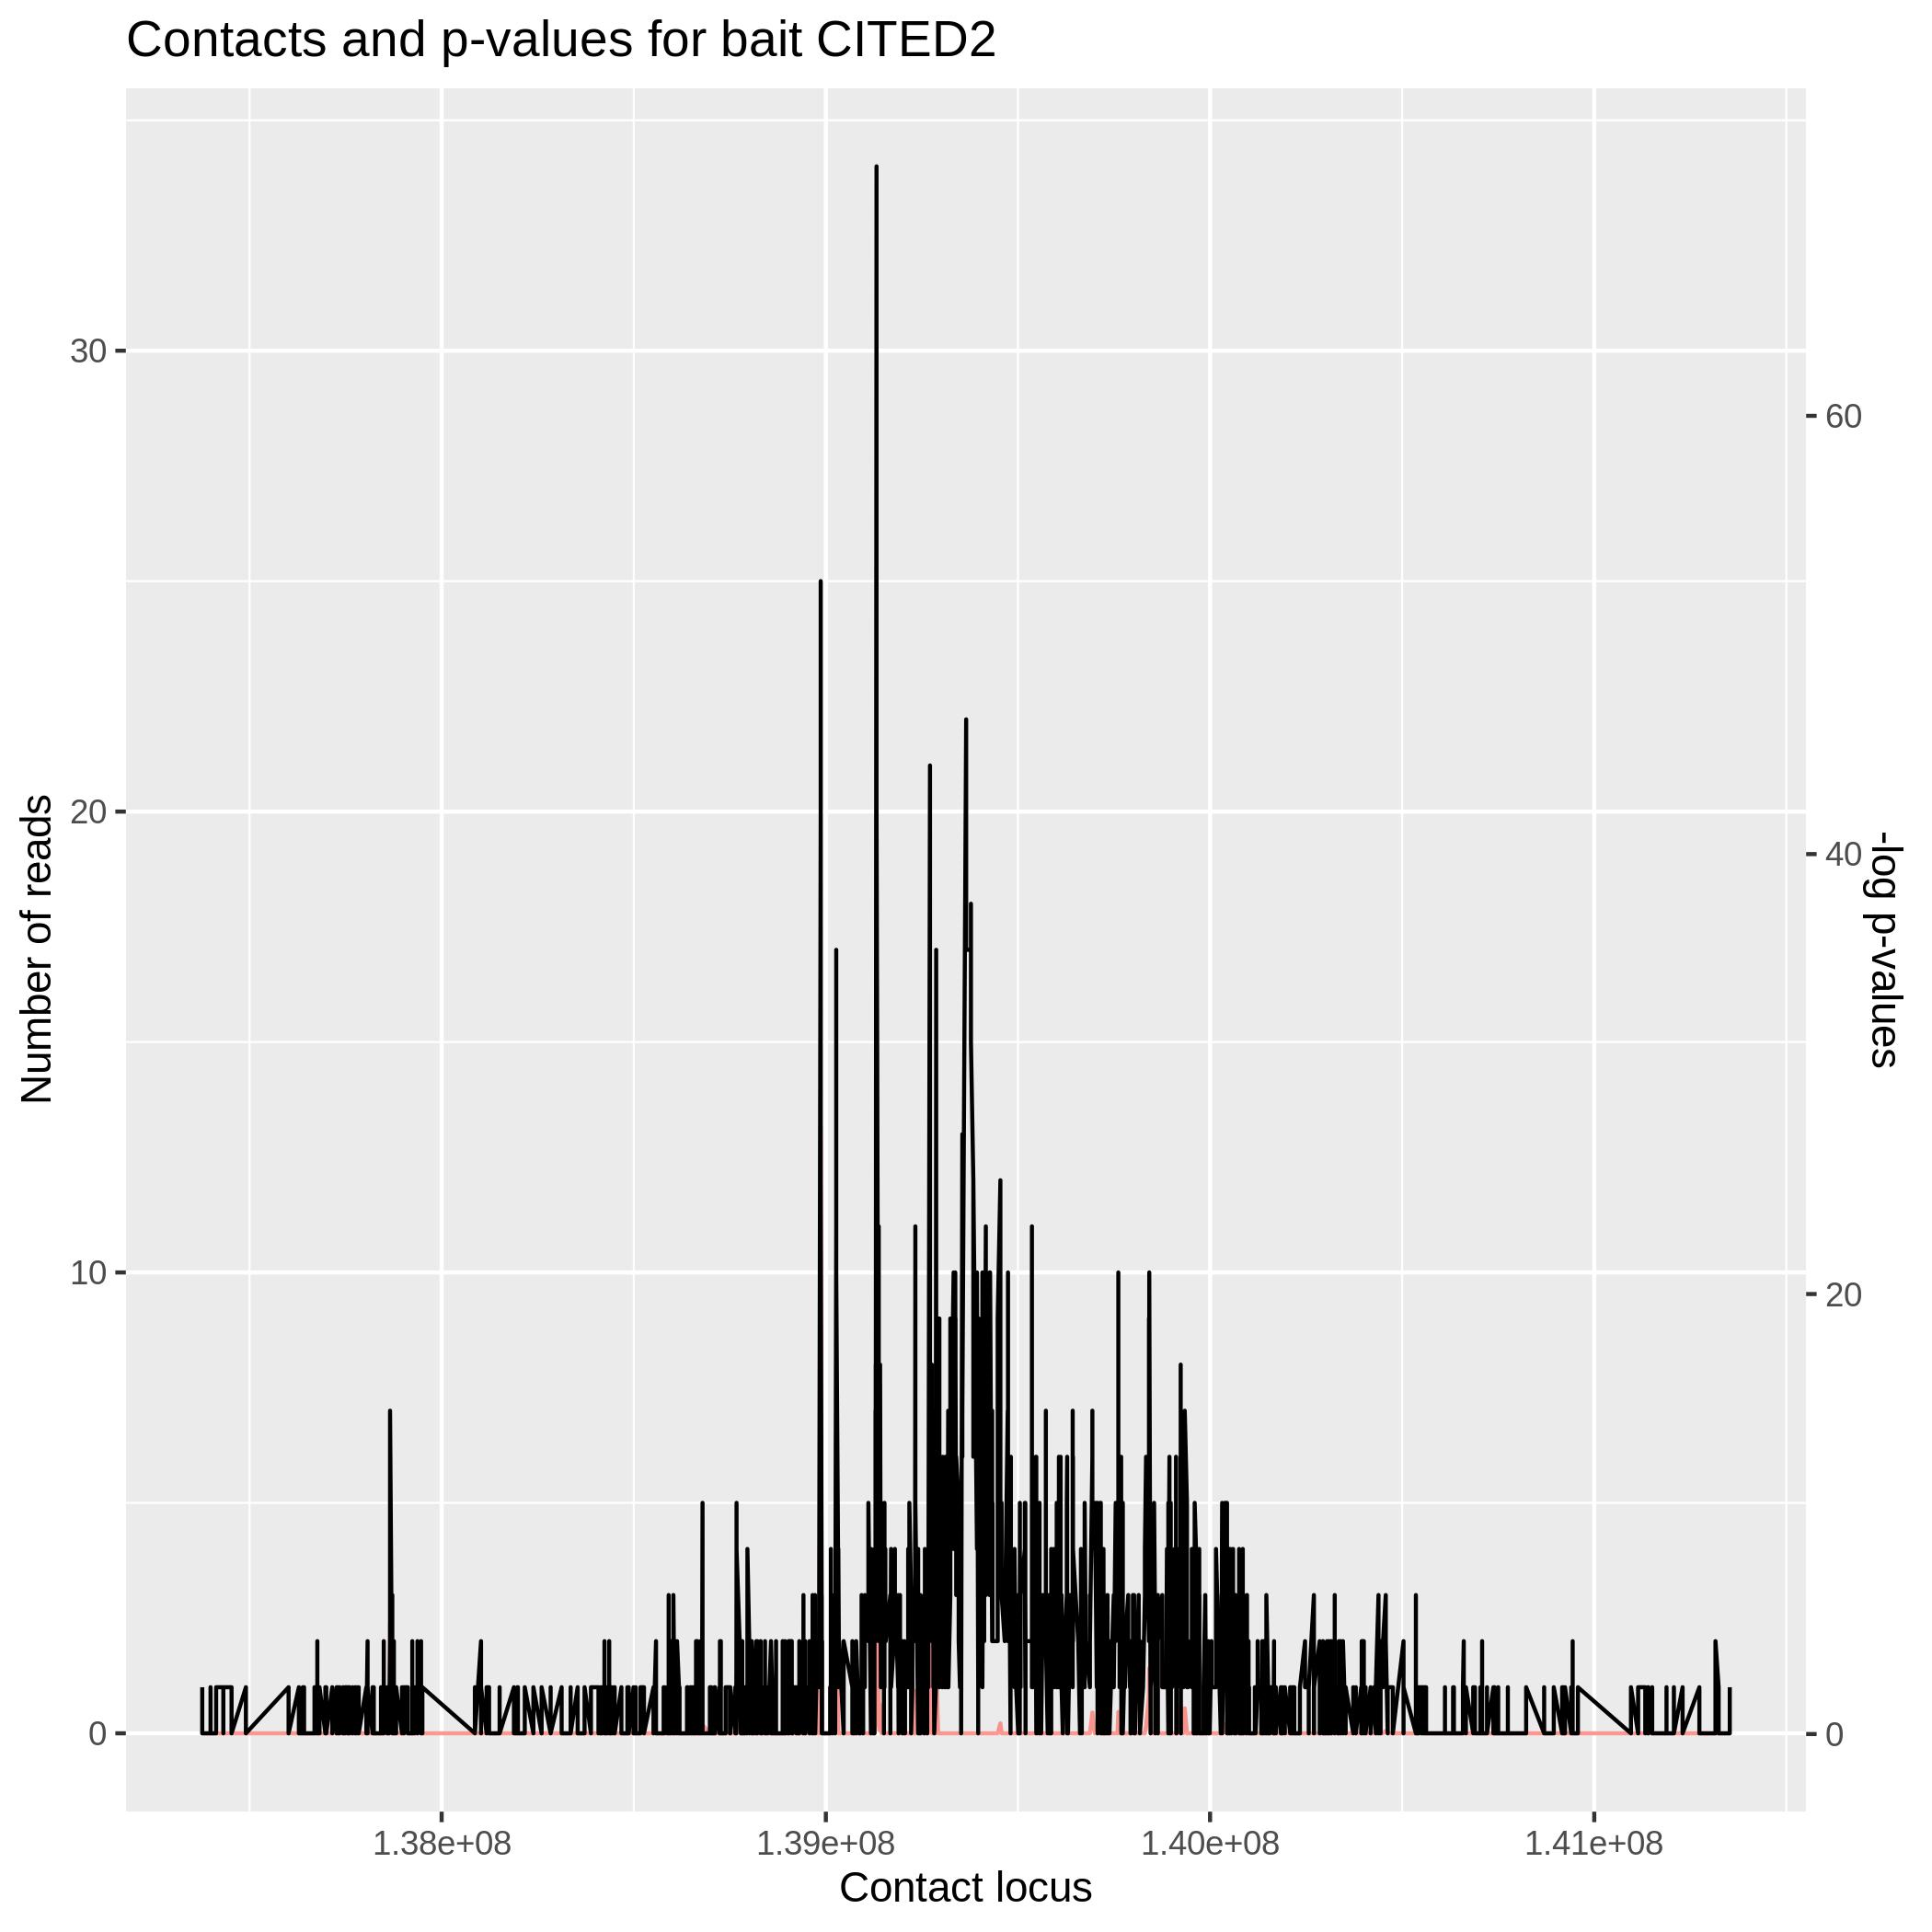 Contacts and p-values for bait CITED2
Number of reads
30
20
10
0
60
40
20
0
-log p-values
1.38e+08
1.39e+08
1.40e+08
1.41e+08
Contact locus